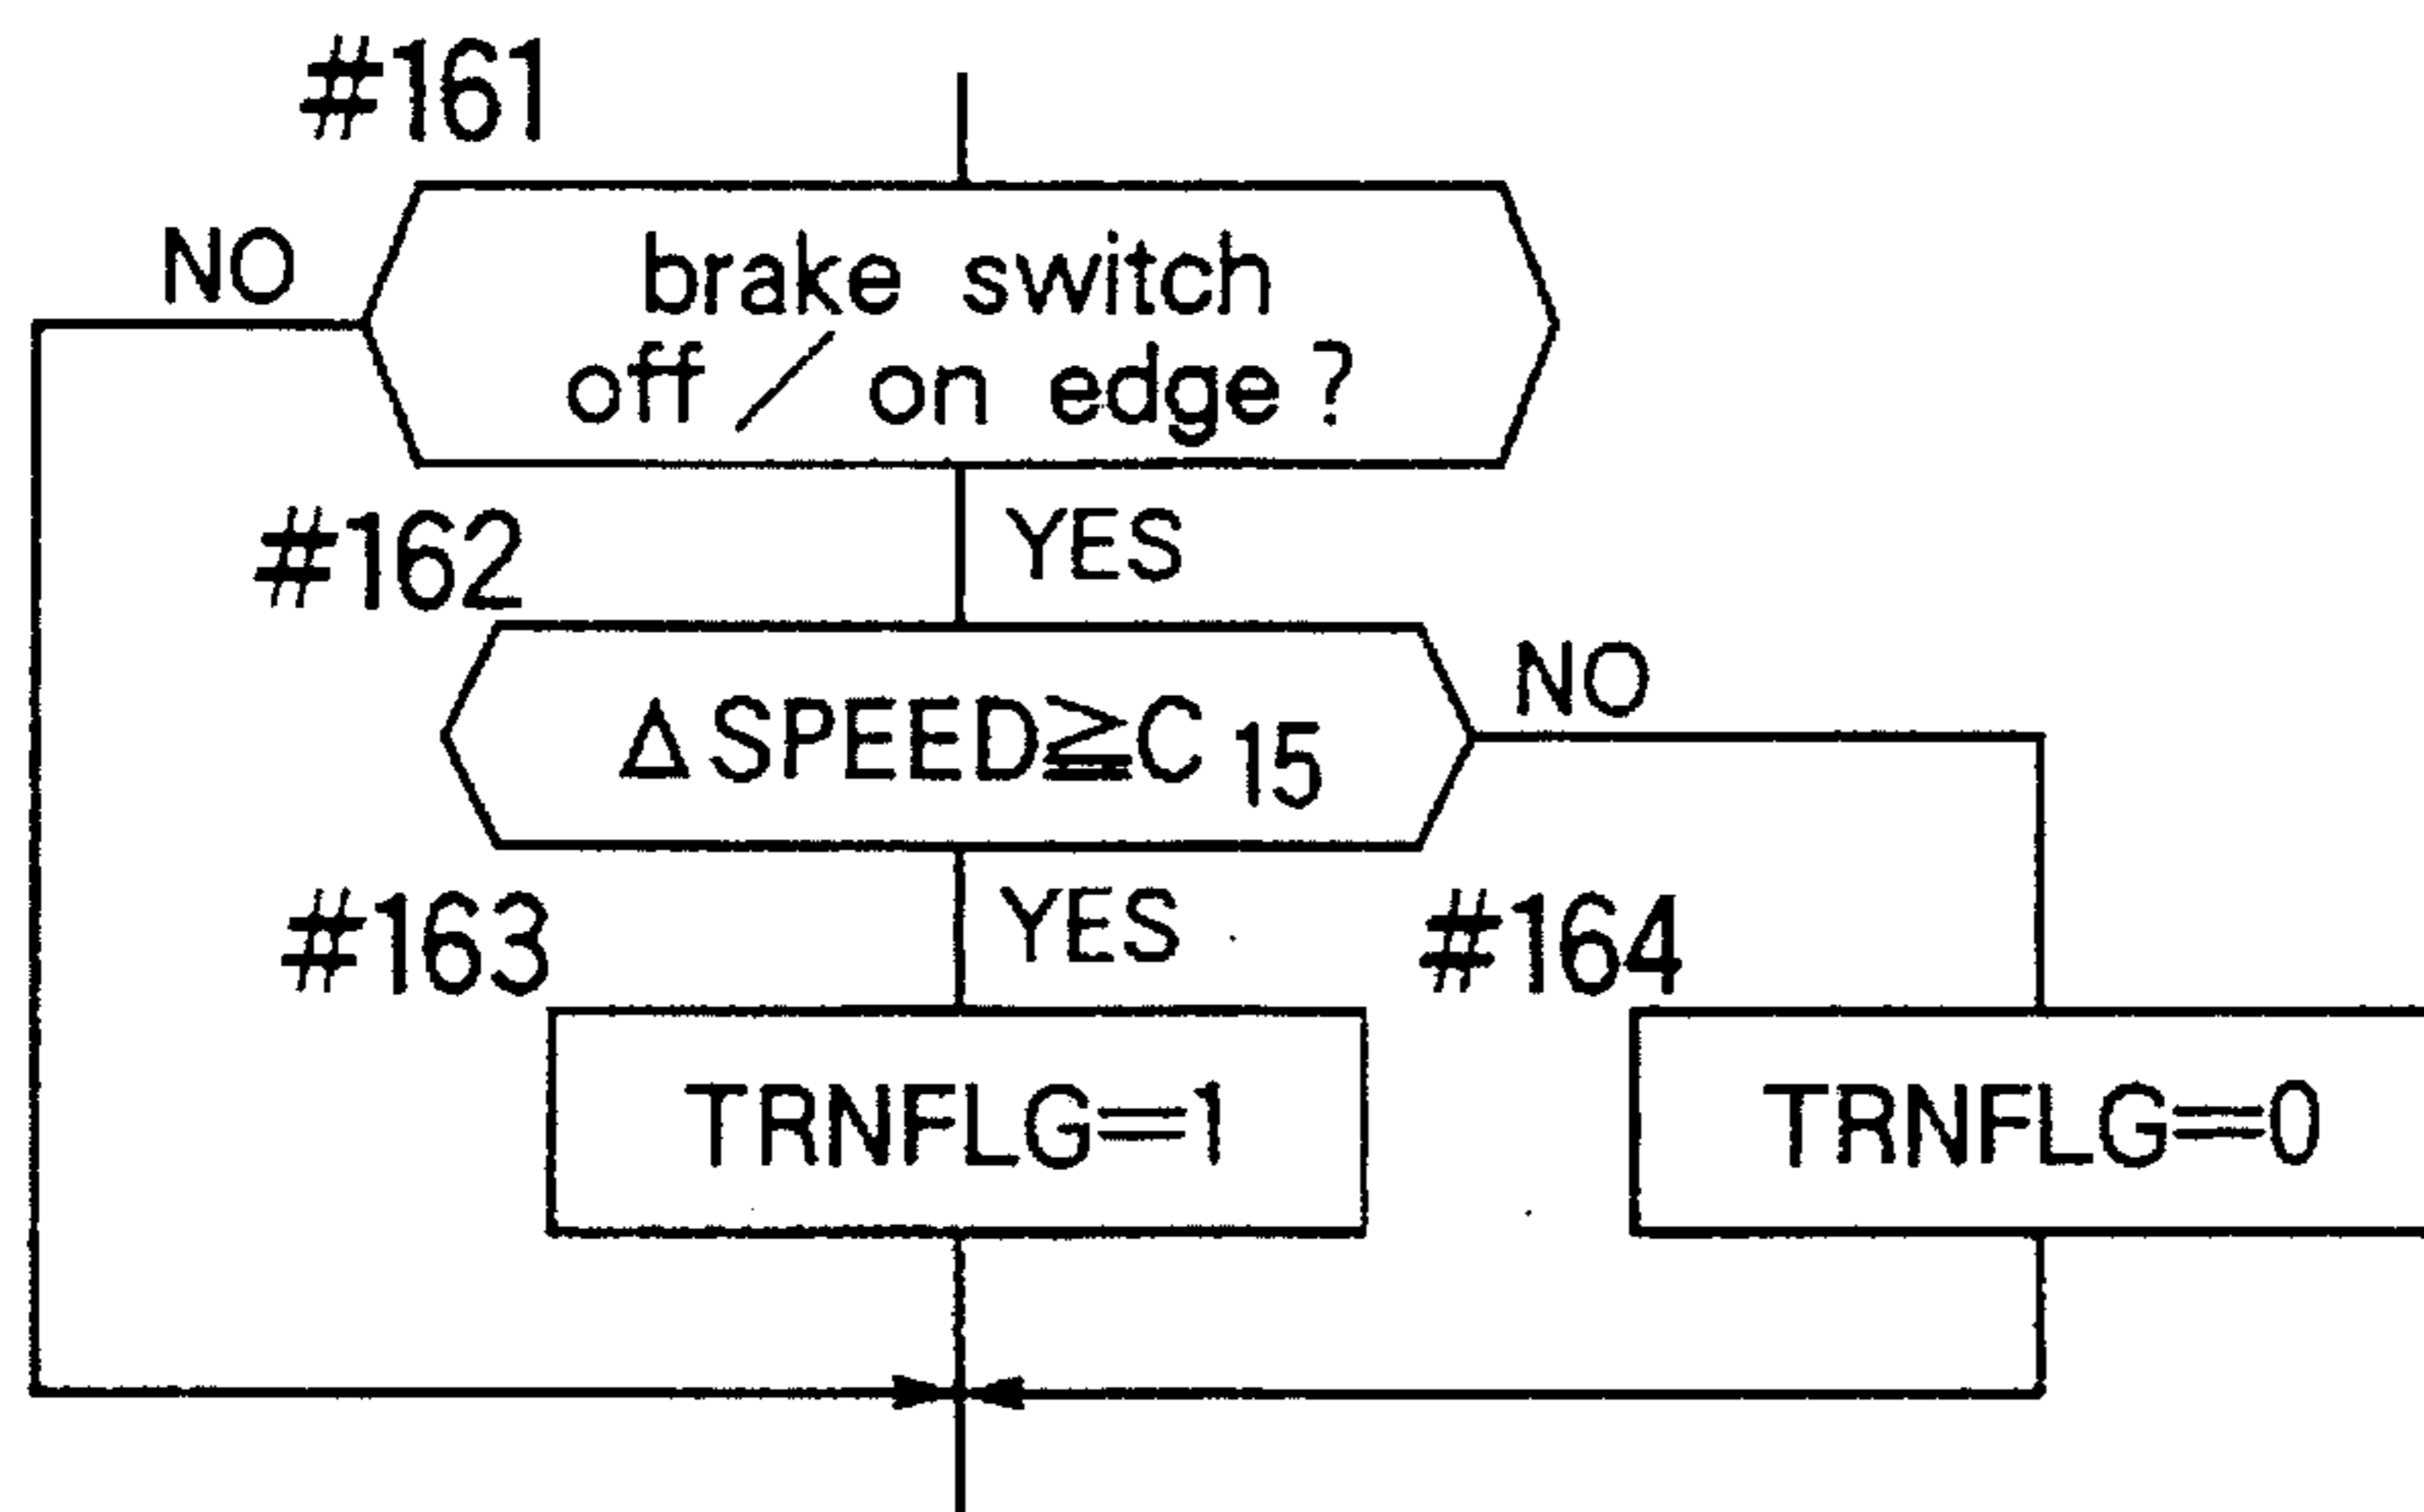 #161
NO
brake switch
off / on edge ?
#162
YES
ΔSPEED≧C 15
NO
#163
YES
#164
TRNFLG=1
TRNFLG=0